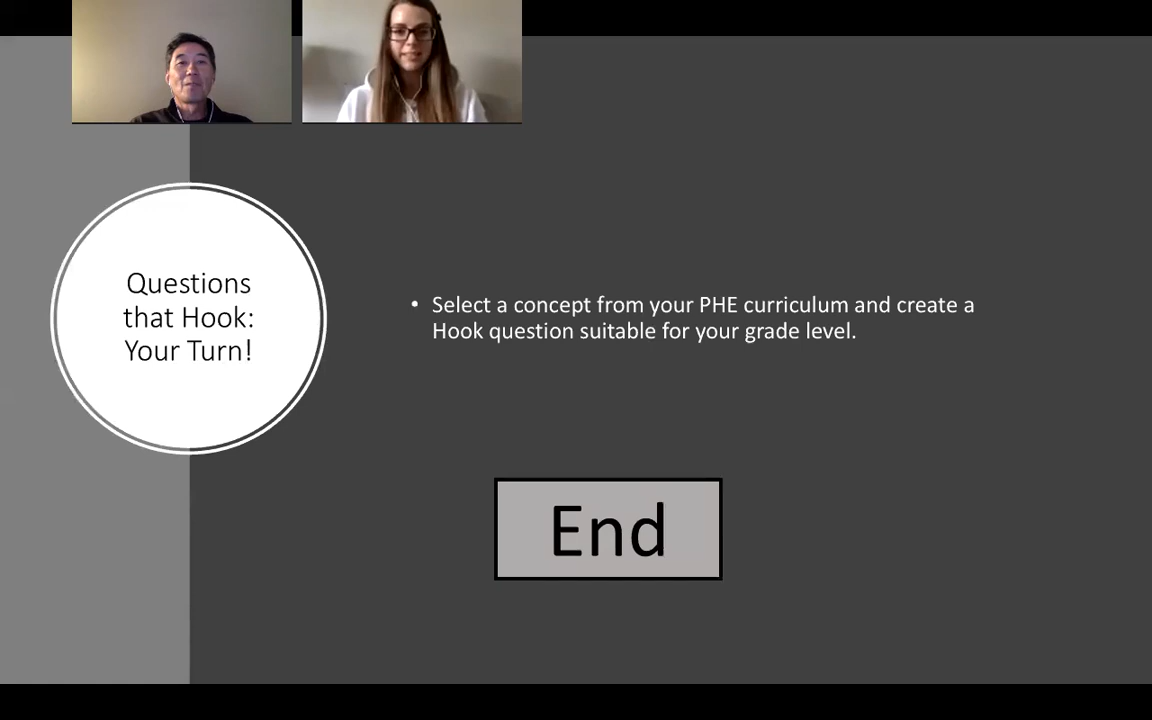 Questions
that Hook:
Your Turn!
• Select a concept from your PHE curriculum and create a
Hook question suitable for your grade level.
End